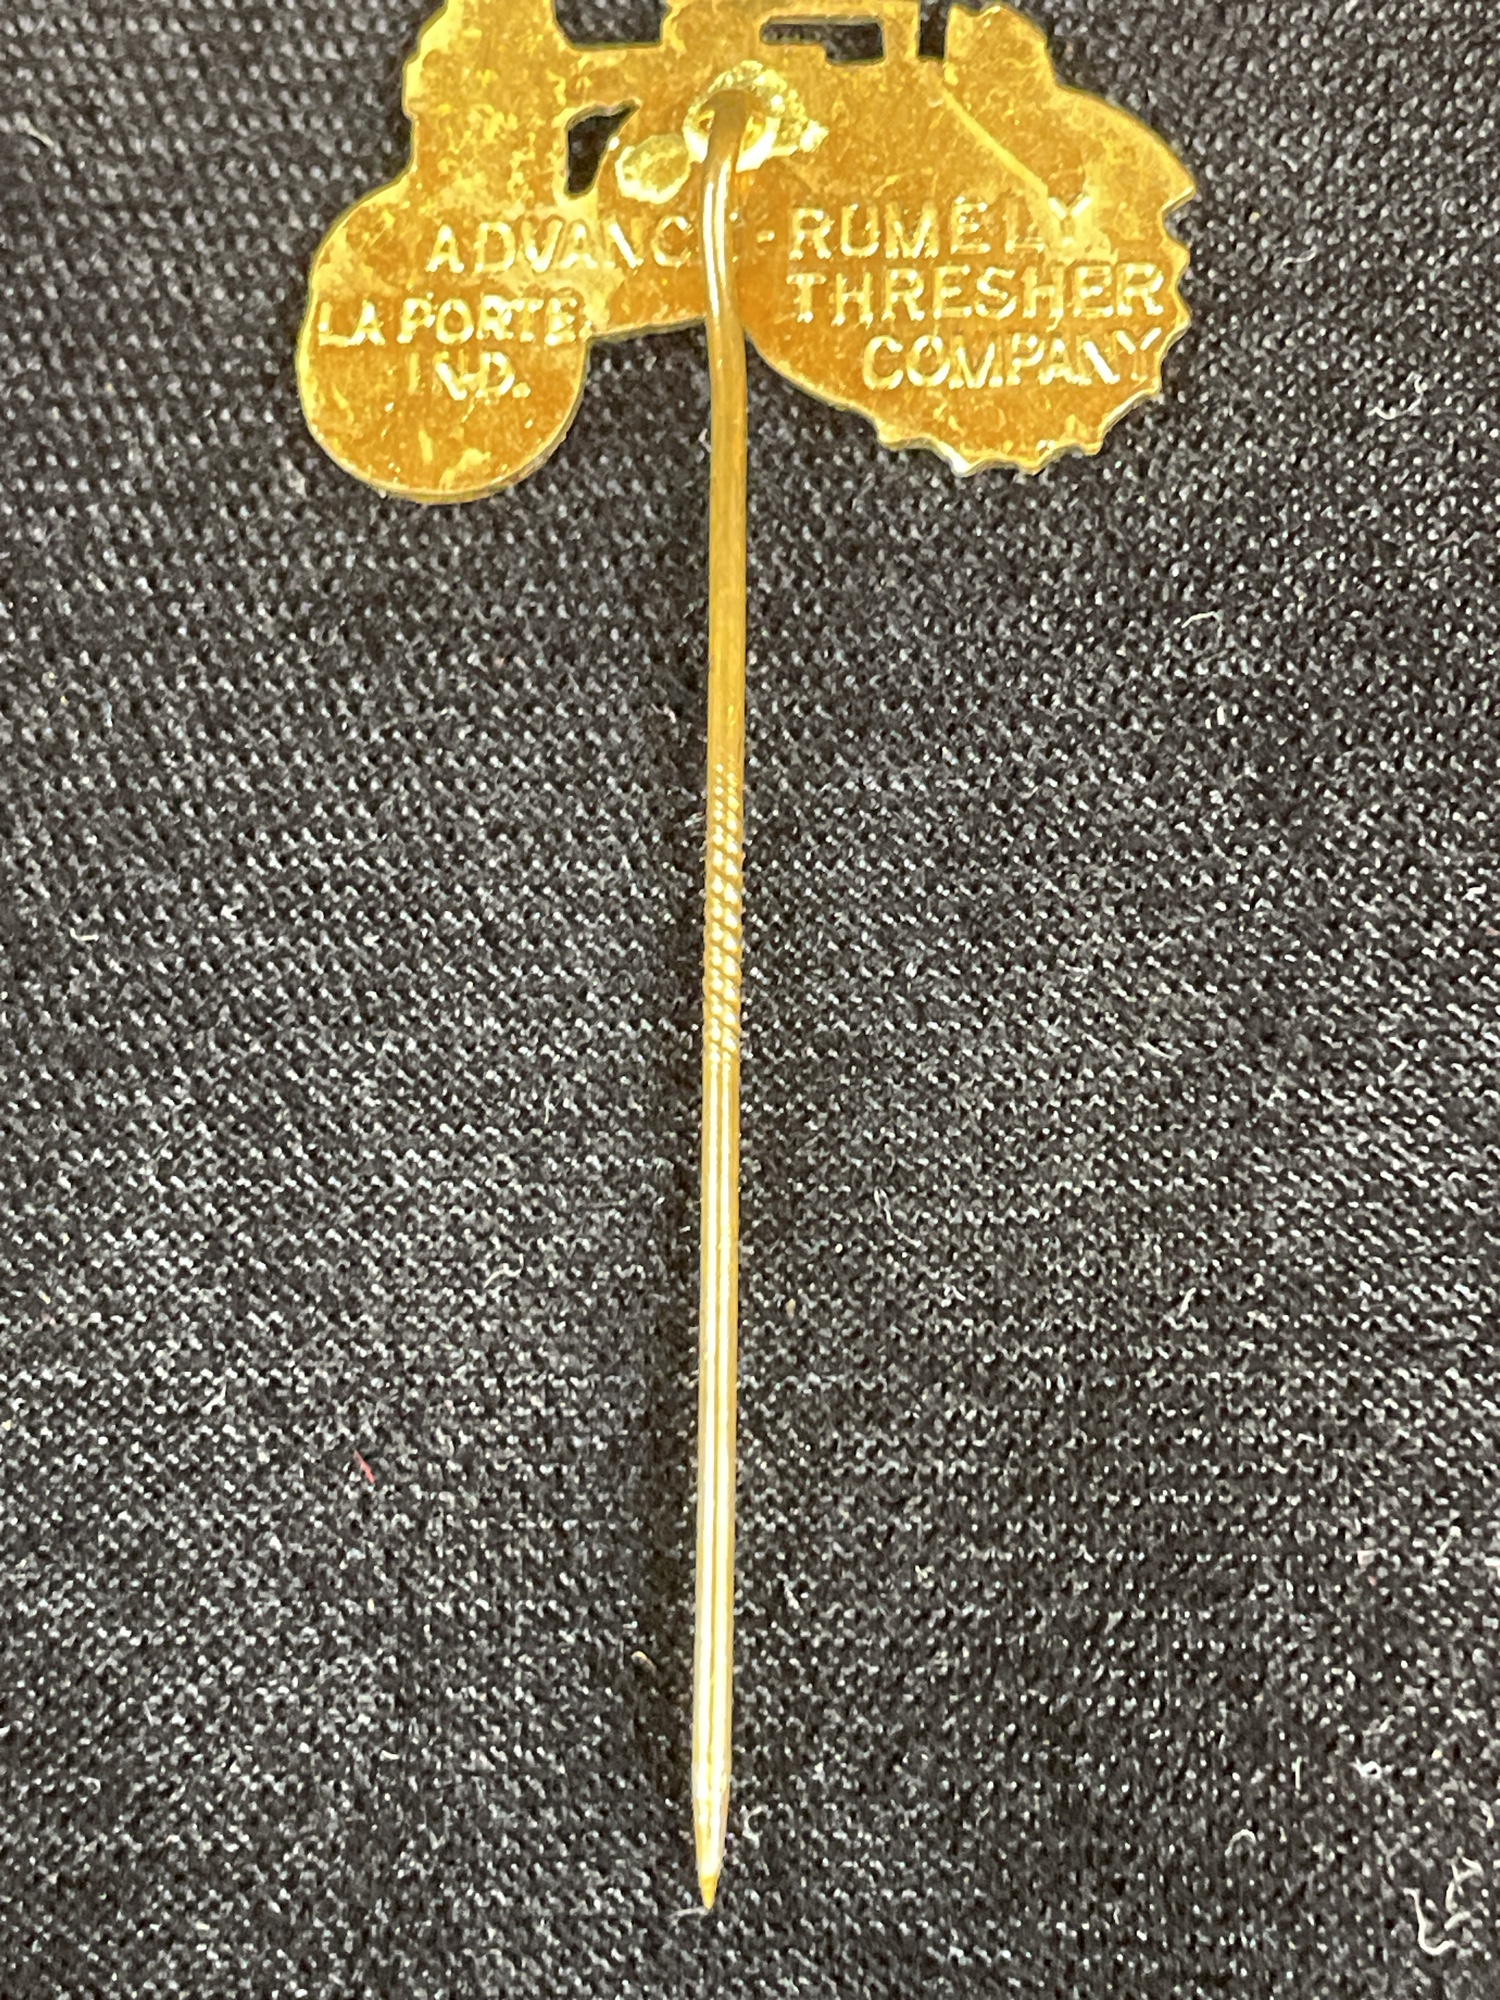 ADVANCE-RUMELY
THRESHER
COMPANY
LA PORTE,
IND.